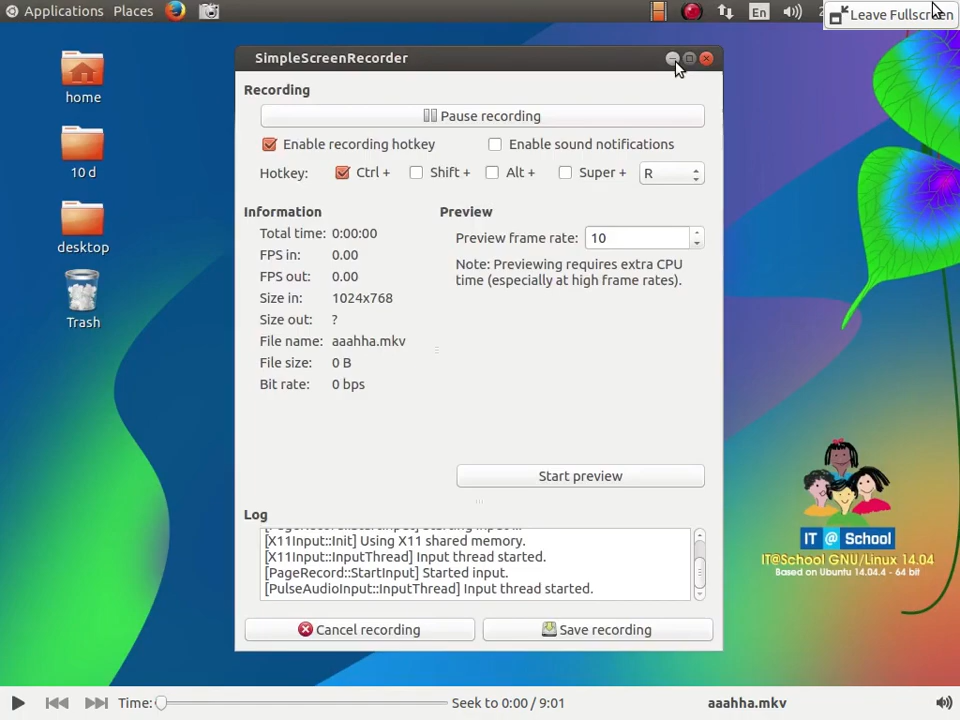 Applications Places
En
Leave Fullscreen
home
10 d
desktop
Trash
SimpleScreenRecorder
Recording
Pause recording
Enable recording hotkey
Enable sound notifications
Hotkey: Ctrl + Shift + Alt + Super + R
Information
Total time: 0:00:00
FPS in: 0.00
FPS out: 0.00
Size in: 1024x768
Size out: ?
File name: aaahha.mkv
File size: 0 B
Bit rate: 0 bps
Preview
Preview frame rate: 10
Note: Previewing requires extra CPU
time (especially at high frame rates).
Start preview
Log
[X11Input::Init] Using X11 shared memory.
[X11Input::InputThread] Input thread started.
[PageRecord::StartInput] Started input.
[PulseAudioInput::InputThread] Input thread started.
Cancel recording
Save recording
IT @ School
IT@School GNU/Linux 14.04
Based on Ubuntu 14.04.4 - 64 bit
Time: Seek to 0:00 / 9:01 aaahha.mkv